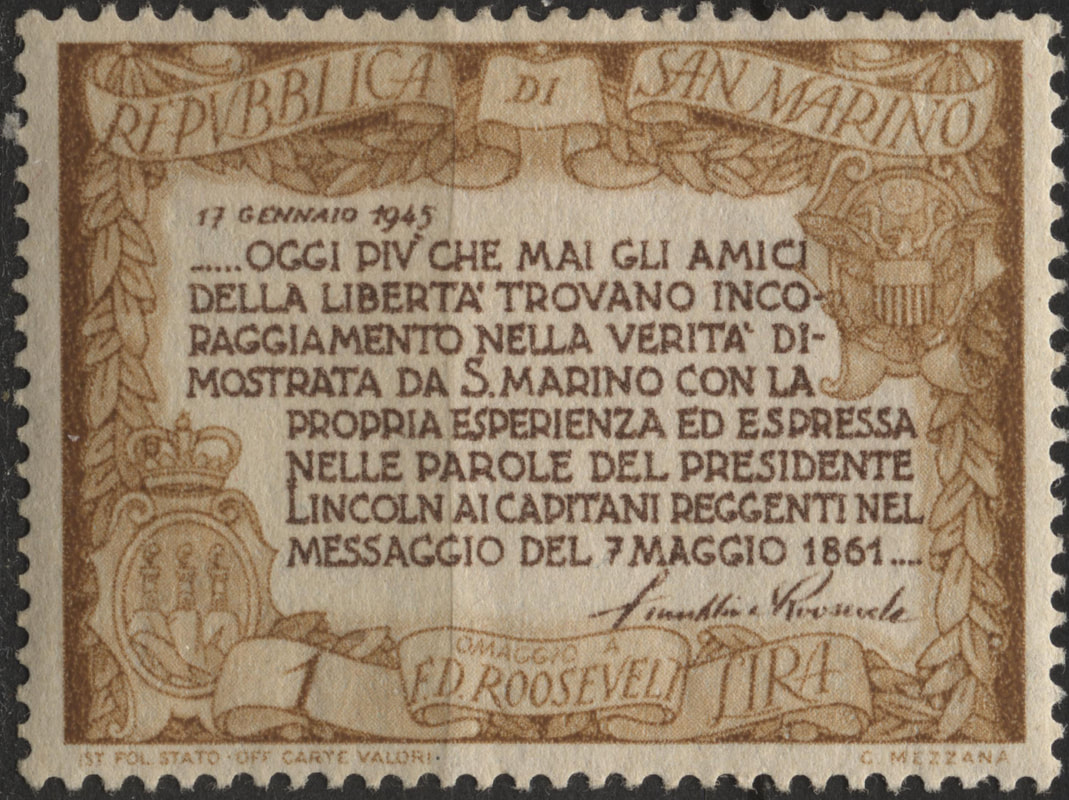 REPVBBLICA DI SAN MARINO
17 GENNAIO 1945
......OGGI PIV' CHE MAI GLI AMICI
DELLA LIBERTA' TROVANO INCO-
RAGGIAMENTO NELLA VERITA' DI-
MOSTRATA DA S. MARINO CON LA
PROPRIA ESPERIENZA ED ESPRESSA
NELLE PAROLE DEL PRESIDENTE
LINCOLN AI CAPITANI REGGENTI NEL
MESSAGGIO DEL 7 MAGGIO 1861....
Franklin D Roosevelt
OMAGGIO A
1 F.D. ROOSEVELT LIRA
IST. POL. STATO · OFF. CARTE VALORI ·
C. MEZZANA